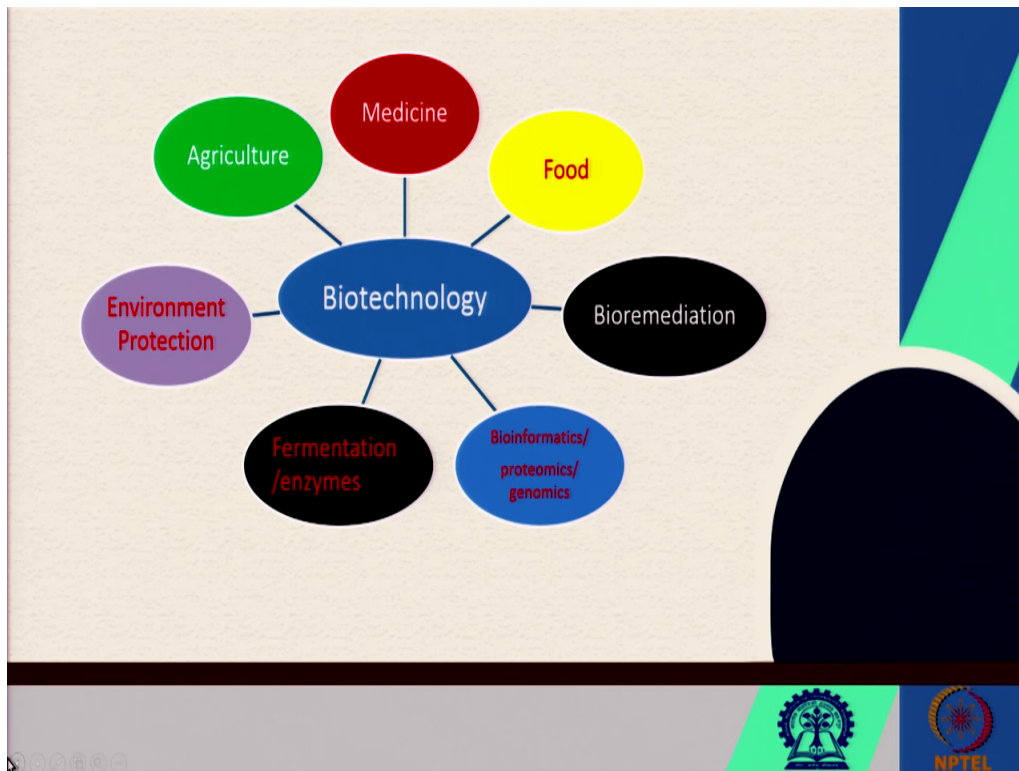 Medicine
Agriculture
Food
Biotechnology
Environment
Protection
Bioremediation
Fermentation
/enzymes
Bioinformatics/
proteomics/
genomics
NPTEL